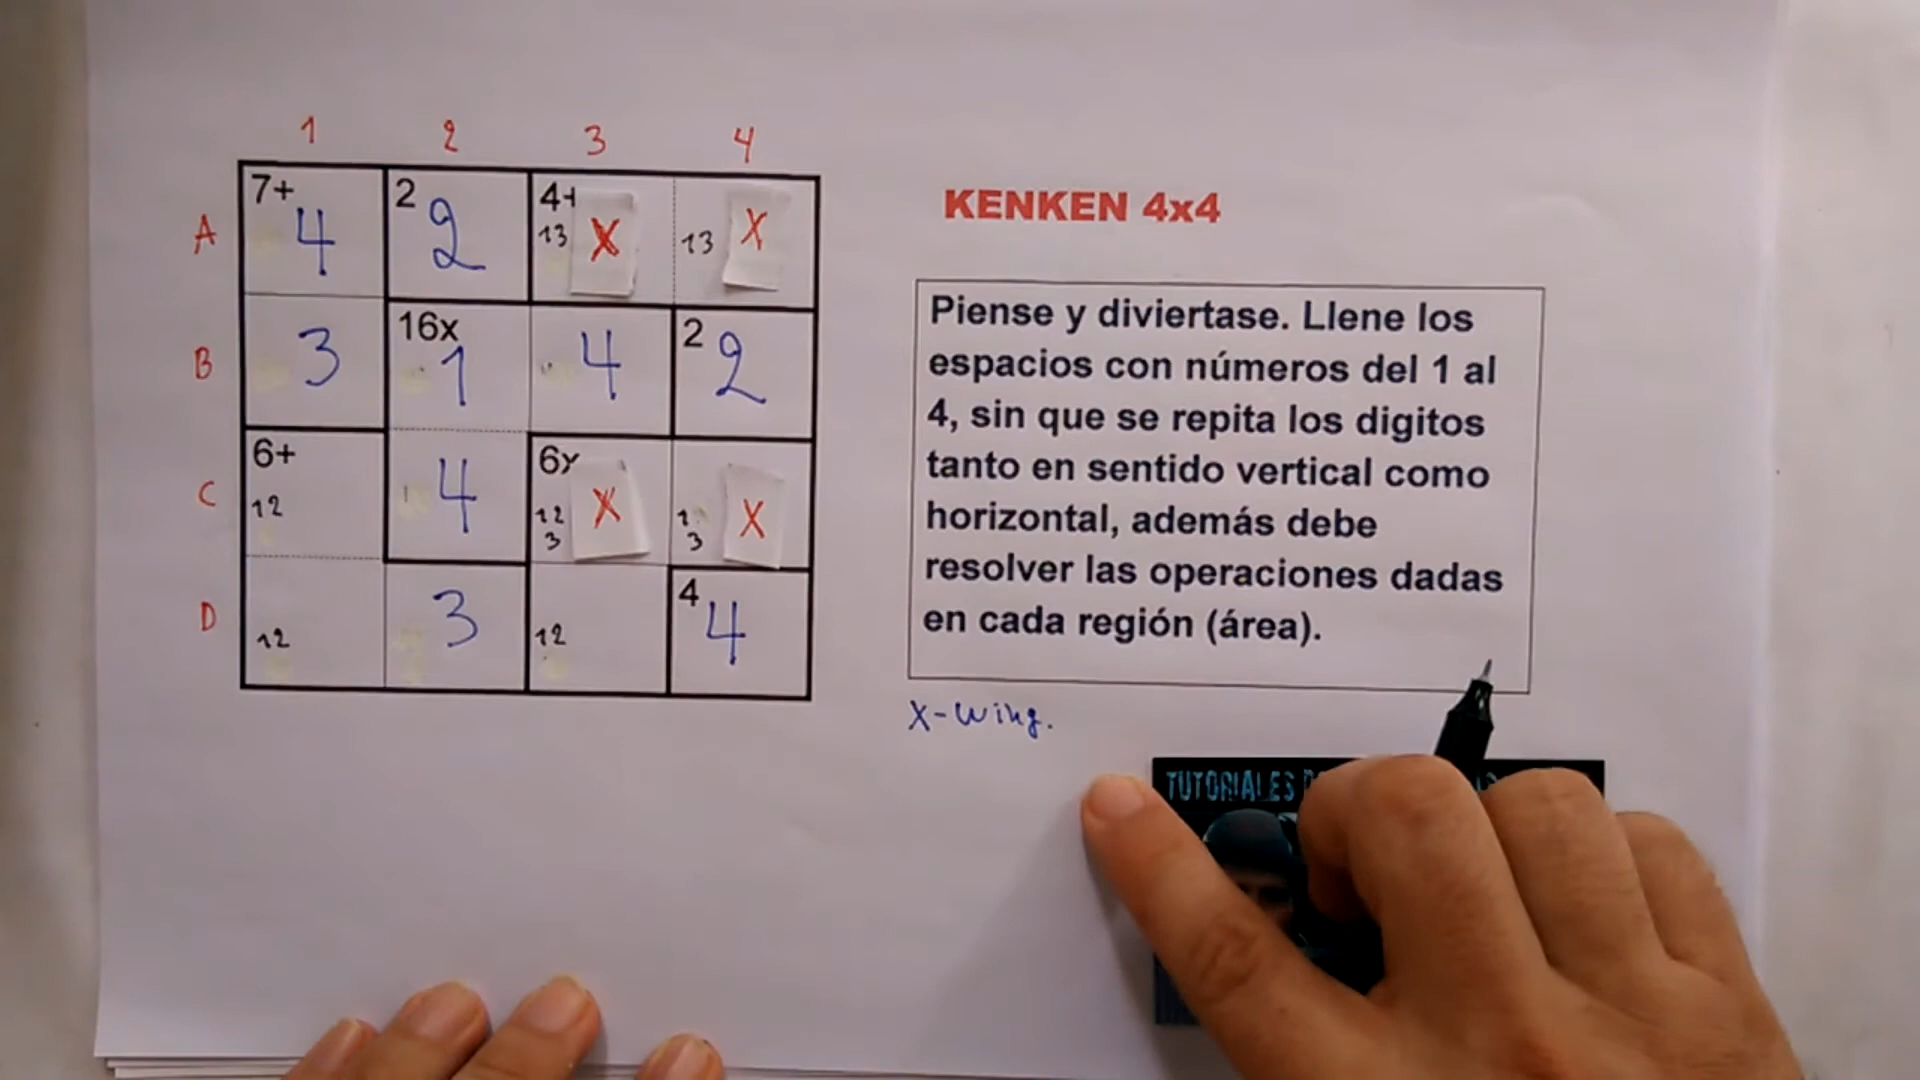 1 2 3 4
A 7+ 4 2 2 4+ 13 X 13 X
B 3 16x 1 4 2 2
C 6+ 12 4 6x 12 3 X 1 3 X
D 12 3 12 4 4
KENKEN 4x4
Piense y diviertase. Llene los
espacios con números del 1 al
4, sin que se repita los digitos
tanto en sentido vertical como
horizontal, además debe
resolver las operaciones dadas
en cada región (área).
X-Wing.
TUTORIALES